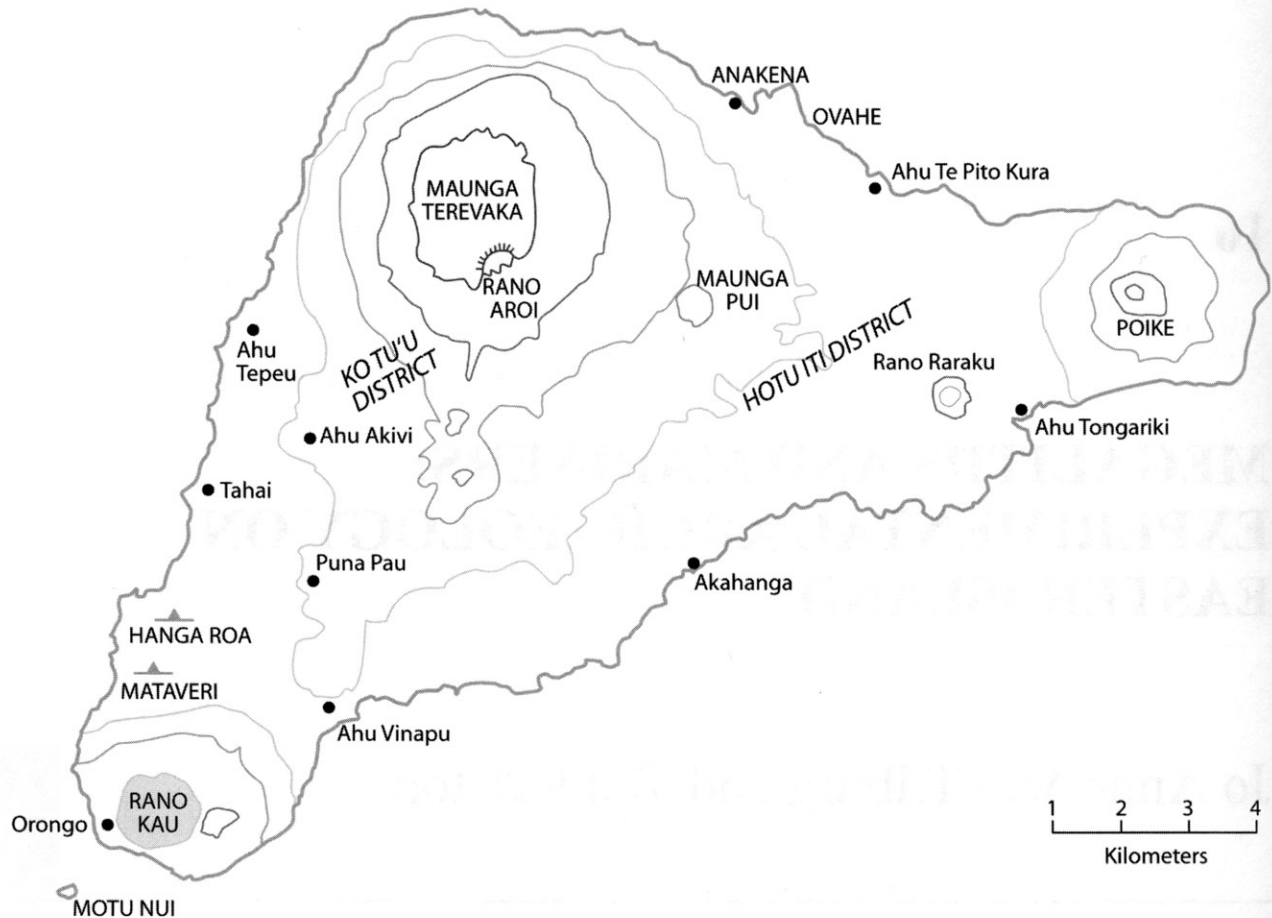 ANAKENA
OVAHE
Ahu Te Pito Kura
MAUNGA
TEREVAKA
RANO
AROI
MAUNGA
PUI
POIKE
Ahu
Tepeu
KO TU'U
DISTRICT
HOTU ITI DISTRICT
Rano Raraku
Ahu Tongariki
Ahu Akivi
Tahai
Puna Pau
Akahanga
HANGA ROA
MATAVERI
Ahu Vinapu
RANO
KAU
Orongo
MOTU NUI
1 2 3 4
Kilometers